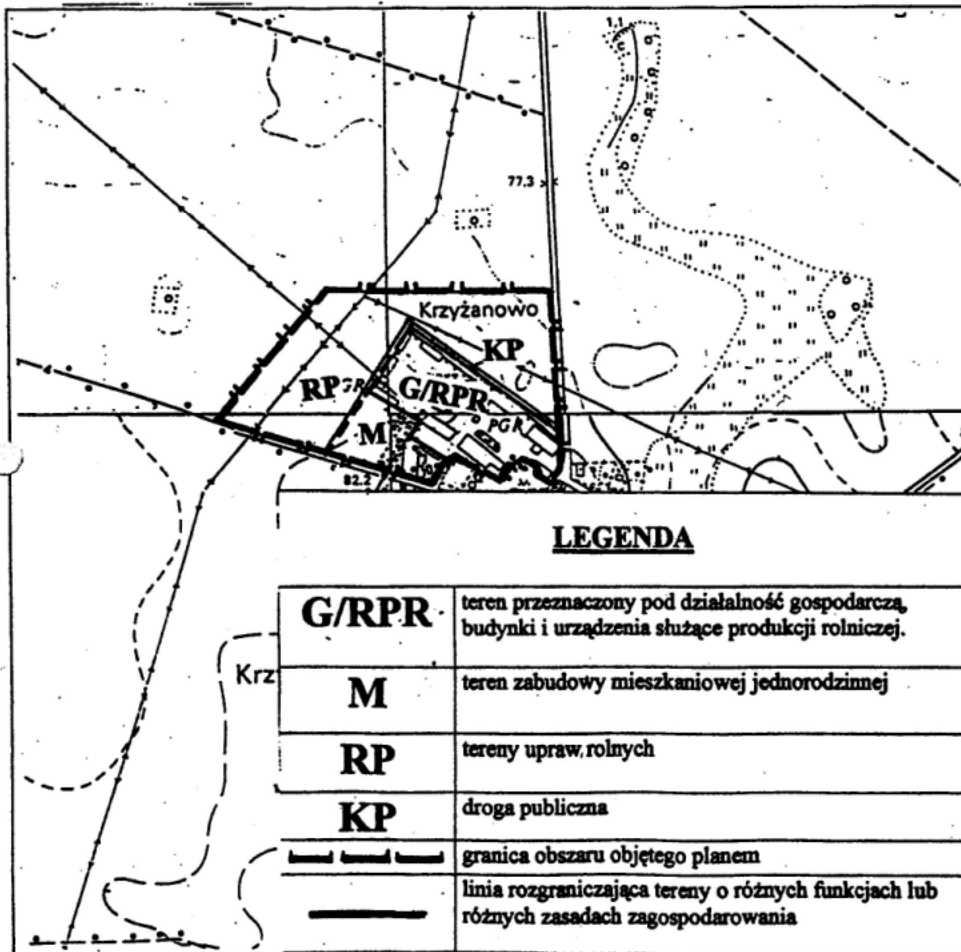 1.1
77.3
Krzyżanowo
KP
RP GR
G/RPR
PGR
M
82.2
Krz
LEGENDA
G/RPR teren przeznaczony pod działalność gospodarczą,
budynki i urządzenia służące produkcji rolniczej.
M teren zabudowy mieszkaniowej jednorodzinnej
RP tereny upraw rolnych
KP droga publiczna
granica obszaru objętego planem
linia rozgraniczająca tereny o różnych funkcjach lub
różnych zasadach zagospodarowania